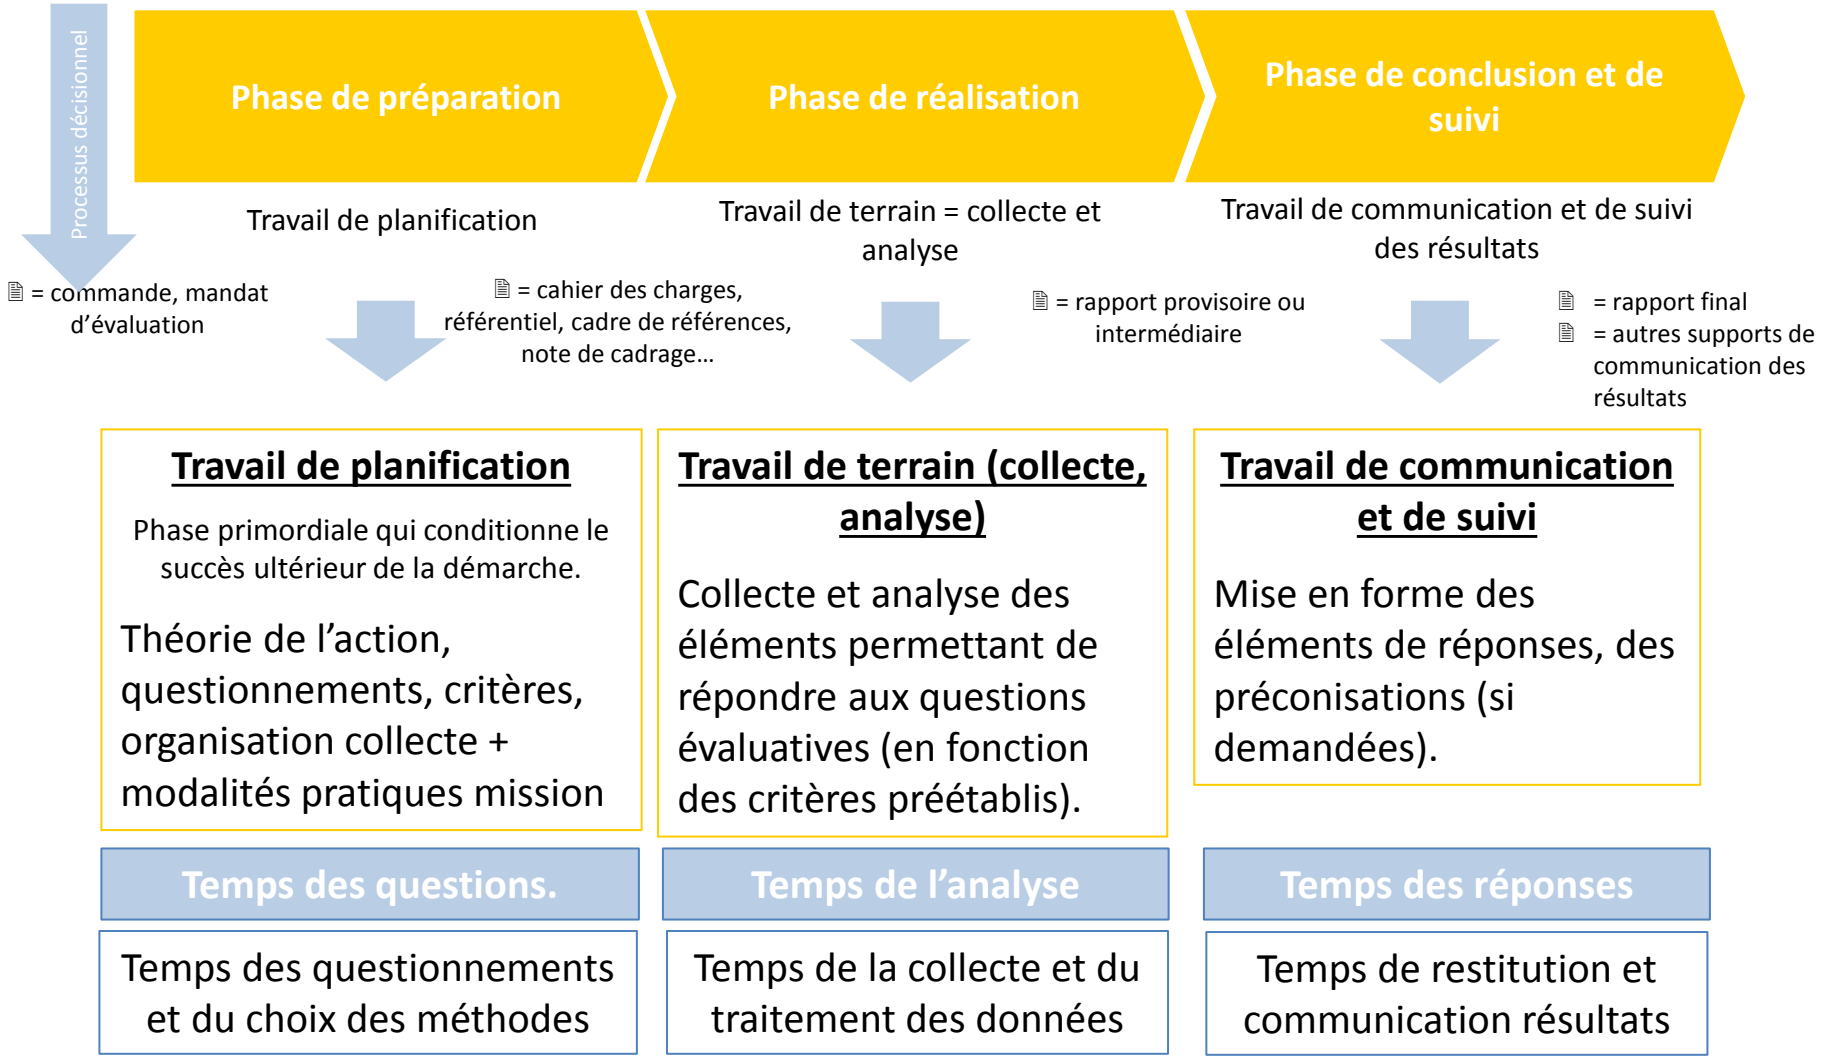 Processus décisionnel
Phase de préparation
Phase de réalisation
Phase de conclusion et de
suivi
Travail de planification
Travail de terrain = collecte et
analyse
Travail de communication et de suivi
des résultats
🖹 = commande, mandat
d’évaluation
🖹 = cahier des charges,
référentiel, cadre de références,
note de cadrage…
🖹 = rapport provisoire ou
intermédiaire
🖹 = rapport final
🖹 = autres supports de
communication des
résultats
Travail de planification
Phase primordiale qui conditionne le
succès ultérieur de la démarche.
Théorie de l’action,
questionnements, critères,
organisation collecte +
modalités pratiques mission
Travail de terrain (collecte,
analyse)
Collecte et analyse des
éléments permettant de
répondre aux questions
évaluatives (en fonction
des critères préétablis).
Travail de communication
et de suivi
Mise en forme des
éléments de réponses, des
préconisations (si
demandées).
Temps des questions.
Temps de l’analyse
Temps des réponses
Temps des questionnements
et du choix des méthodes
Temps de la collecte et du
traitement des données
Temps de restitution et
communication résultats